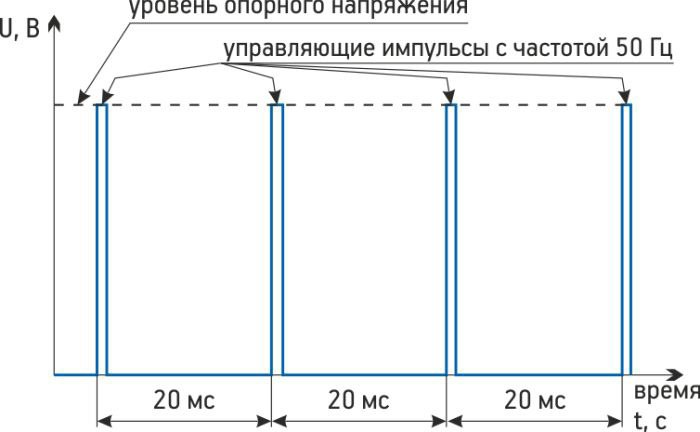 уровень опорного напряжения
U, В
управляющие импульсы с частотой 50 Гц
20 мс
20 мс
20 мс
время
t, с